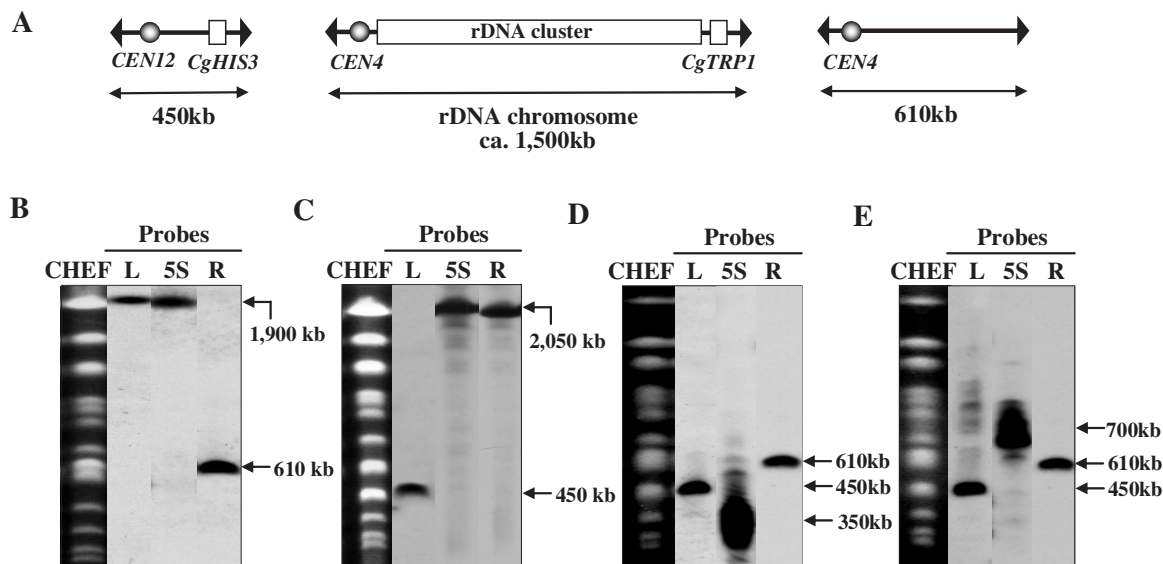 A
CEN12 CgHIS3
450kb
rDNA cluster
CEN4 CgTRP1
rDNA chromosome
ca. 1,500kb
CEN4
610kb
B
Probes
CHEF L 5S R
1,900 kb
610 kb
C
Probes
CHEF L 5S R
2,050 kb
450 kb
D
Probes
CHEF L 5S R
610kb
450kb
350kb
E
Probes
CHEF L 5S R
700kb
610kb
450kb